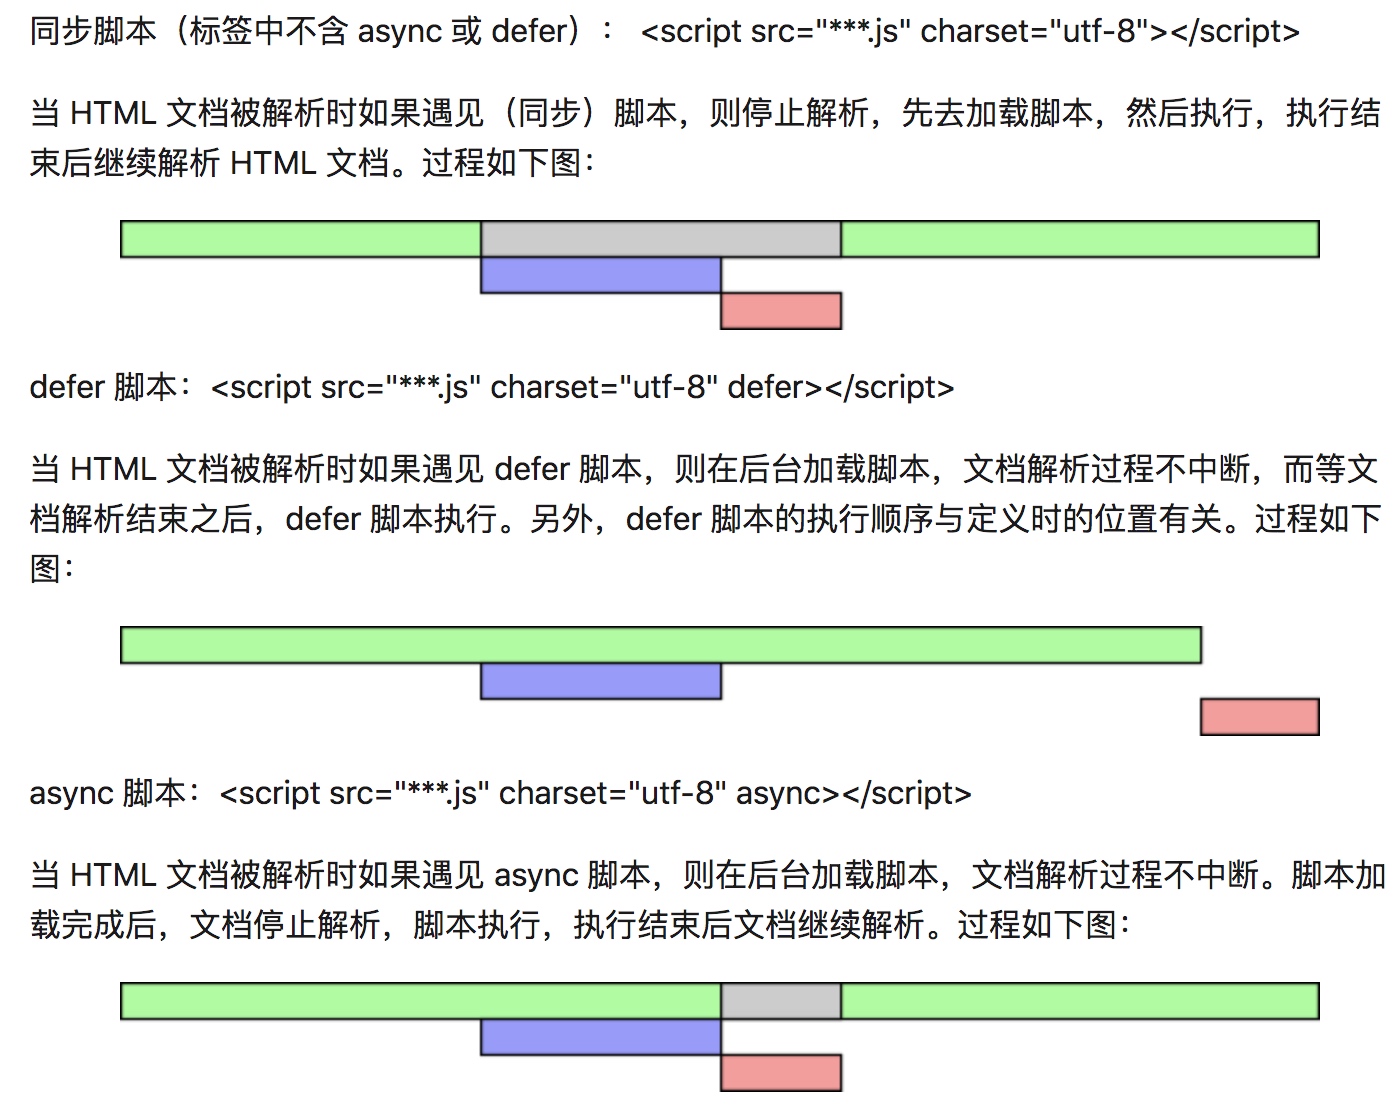 同步脚本（标签中不含 async 或 defer）： <script src="***.js" charset="utf-8"></script>
当 HTML 文档被解析时如果遇见（同步）脚本，则停止解析，先去加载脚本，然后执行，执行结
束后继续解析 HTML 文档。过程如下图：
defer 脚本：<script src="***.js" charset="utf-8" defer></script>
当 HTML 文档被解析时如果遇见 defer 脚本，则在后台加载脚本，文档解析过程不中断，而等文
档解析结束之后，defer 脚本执行。另外，defer 脚本的执行顺序与定义时的位置有关。过程如下
图：
async 脚本：<script src="***.js" charset="utf-8" async></script>
当 HTML 文档被解析时如果遇见 async 脚本，则在后台加载脚本，文档解析过程不中断。脚本加
载完成后，文档停止解析，脚本执行，执行结束后文档继续解析。过程如下图：